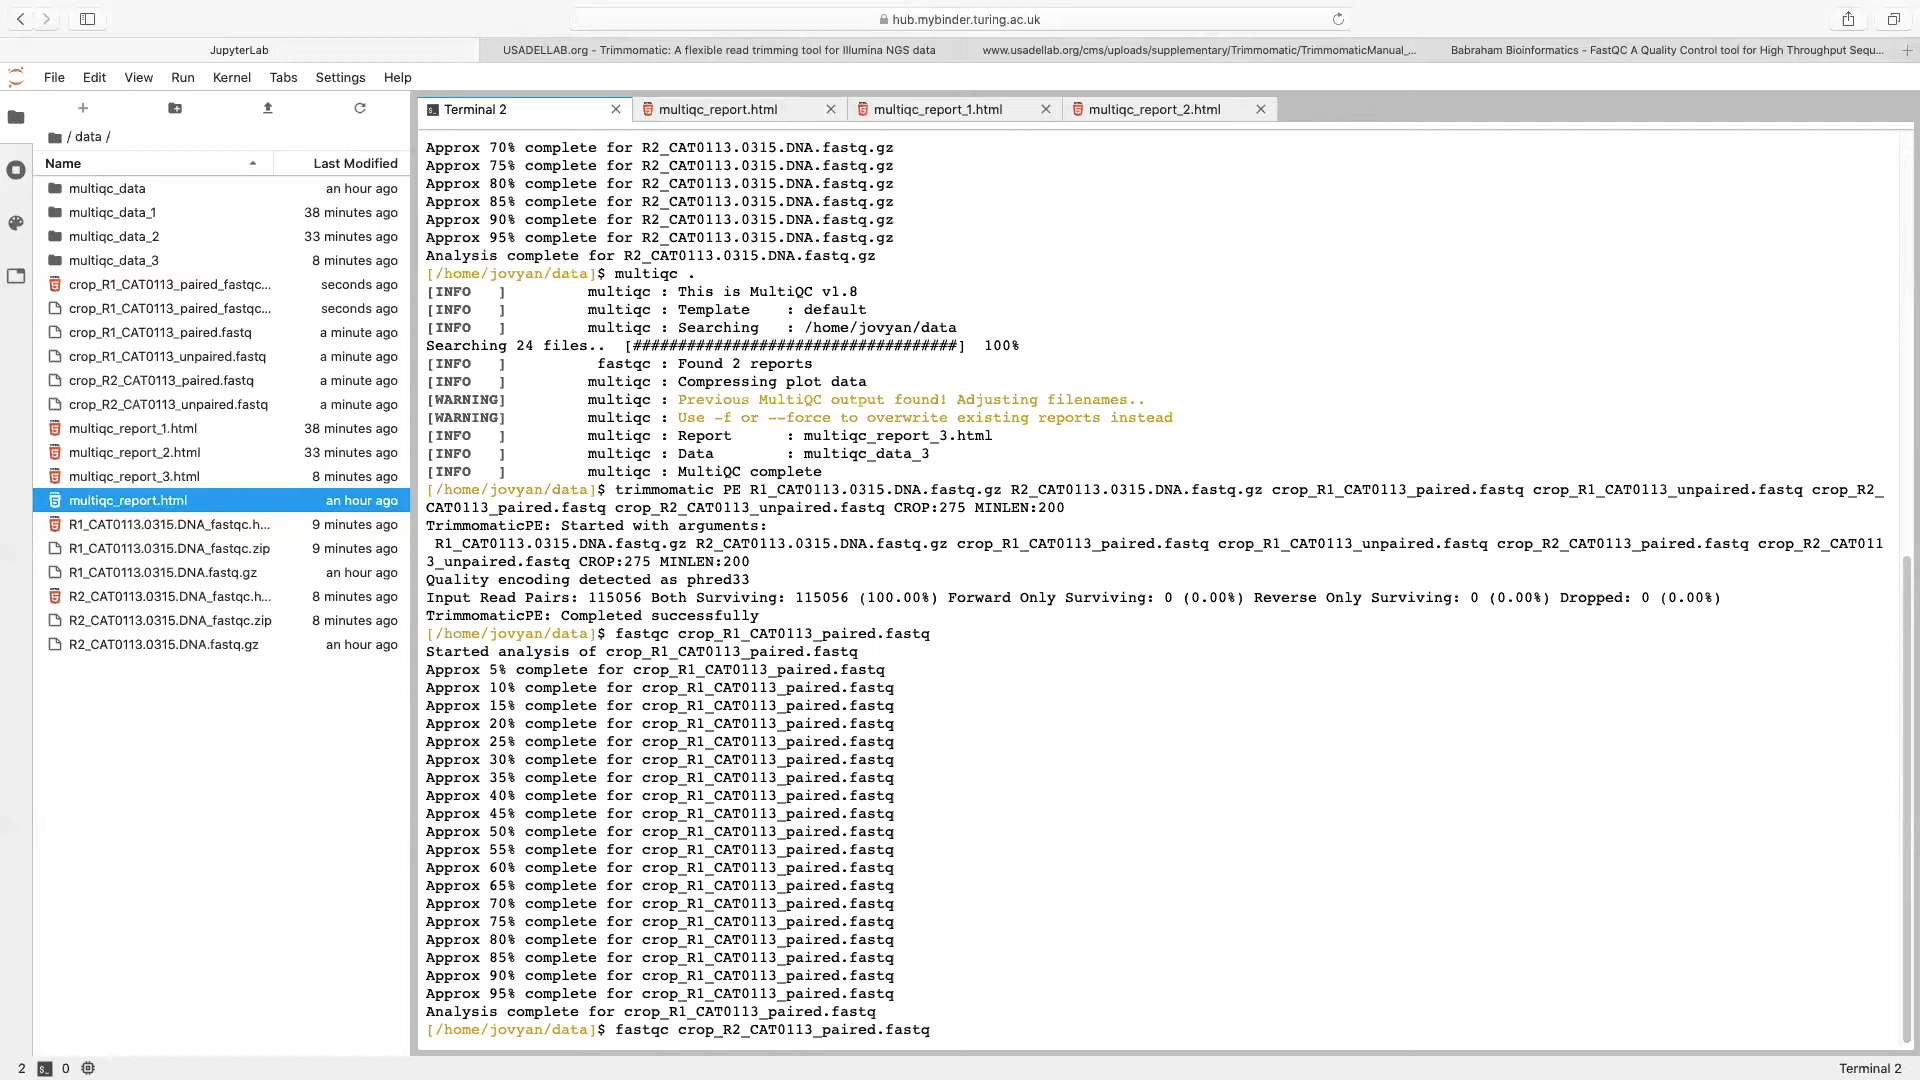 hub.mybinder.turing.ac.uk
JupyterLab
USADELLAB.org - Trimmomatic: A flexible read trimming tool for Illumina NGS data
www.usadellab.org/cms/uploads/supplementary/Trimmomatic/TrimmomaticManual_...
Babraham Bioinformatics - FastQC A Quality Control tool for High Throughput Sequ...
File Edit View Run Kernel Tabs Settings Help
Terminal 2
multiqc_report.html
multiqc_report_1.html
multiqc_report_2.html
/ data /
Name Last Modified
multiqc_data an hour ago
multiqc_data_1 38 minutes ago
multiqc_data_2 33 minutes ago
multiqc_data_3 8 minutes ago
crop_R1_CAT0113_paired_fastqc... seconds ago
crop_R1_CAT0113_paired_fastqc... seconds ago
crop_R1_CAT0113_paired.fastq a minute ago
crop_R1_CAT0113_unpaired.fastq a minute ago
crop_R2_CAT0113_paired.fastq a minute ago
crop_R2_CAT0113_unpaired.fastq a minute ago
multiqc_report_1.html 38 minutes ago
multiqc_report_2.html 33 minutes ago
multiqc_report_3.html 8 minutes ago
multiqc_report.html an hour ago
R1_CAT0113.0315.DNA_fastqc.h... 9 minutes ago
R1_CAT0113.0315.DNA_fastqc.zip 9 minutes ago
R1_CAT0113.0315.DNA.fastq.gz an hour ago
R2_CAT0113.0315.DNA_fastqc.h... 8 minutes ago
R2_CAT0113.0315.DNA_fastqc.zip 8 minutes ago
R2_CAT0113.0315.DNA.fastq.gz an hour ago
Approx 70% complete for R2_CAT0113.0315.DNA.fastq.gz
Approx 75% complete for R2_CAT0113.0315.DNA.fastq.gz
Approx 80% complete for R2_CAT0113.0315.DNA.fastq.gz
Approx 85% complete for R2_CAT0113.0315.DNA.fastq.gz
Approx 90% complete for R2_CAT0113.0315.DNA.fastq.gz
Approx 95% complete for R2_CAT0113.0315.DNA.fastq.gz
Analysis complete for R2_CAT0113.0315.DNA.fastq.gz
[/home/jovyan/data]$ multiqc .
[INFO   ]         multiqc : This is MultiQC v1.8
[INFO   ]         multiqc : Template    : default
[INFO   ]         multiqc : Searching   : /home/jovyan/data
Searching 24 files..  [####################################]  100%
[INFO   ]          fastqc : Found 2 reports
[INFO   ]         multiqc : Compressing plot data
[WARNING]         multiqc : Previous MultiQC output found! Adjusting filenames..
[WARNING]         multiqc : Use -f or --force to overwrite existing reports instead
[INFO   ]         multiqc : Report      : multiqc_report_3.html
[INFO   ]         multiqc : Data        : multiqc_data_3
[INFO   ]         multiqc : MultiQC complete
[/home/jovyan/data]$ trimmomatic PE R1_CAT0113.0315.DNA.fastq.gz R2_CAT0113.0315.DNA.fastq.gz crop_R1_CAT0113_paired.fastq crop_R1_CAT0113_unpaired.fastq crop_R2_
CAT0113_paired.fastq crop_R2_CAT0113_unpaired.fastq CROP:275 MINLEN:200
TrimmomaticPE: Started with arguments:
R1_CAT0113.0315.DNA.fastq.gz R2_CAT0113.0315.DNA.fastq.gz crop_R1_CAT0113_paired.fastq crop_R1_CAT0113_unpaired.fastq crop_R2_CAT0113_paired.fastq crop_R2_CAT011
3_unpaired.fastq CROP:275 MINLEN:200
Quality encoding detected as phred33
Input Read Pairs: 115056 Both Surviving: 115056 (100.00%) Forward Only Surviving: 0 (0.00%) Reverse Only Surviving: 0 (0.00%) Dropped: 0 (0.00%)
TrimmomaticPE: Completed successfully
[/home/jovyan/data]$ fastqc crop_R1_CAT0113_paired.fastq
Started analysis of crop_R1_CAT0113_paired.fastq
Approx 5% complete for crop_R1_CAT0113_paired.fastq
Approx 10% complete for crop_R1_CAT0113_paired.fastq
Approx 15% complete for crop_R1_CAT0113_paired.fastq
Approx 20% complete for crop_R1_CAT0113_paired.fastq
Approx 25% complete for crop_R1_CAT0113_paired.fastq
Approx 30% complete for crop_R1_CAT0113_paired.fastq
Approx 35% complete for crop_R1_CAT0113_paired.fastq
Approx 40% complete for crop_R1_CAT0113_paired.fastq
Approx 45% complete for crop_R1_CAT0113_paired.fastq
Approx 50% complete for crop_R1_CAT0113_paired.fastq
Approx 55% complete for crop_R1_CAT0113_paired.fastq
Approx 60% complete for crop_R1_CAT0113_paired.fastq
Approx 65% complete for crop_R1_CAT0113_paired.fastq
Approx 70% complete for crop_R1_CAT0113_paired.fastq
Approx 75% complete for crop_R1_CAT0113_paired.fastq
Approx 80% complete for crop_R1_CAT0113_paired.fastq
Approx 85% complete for crop_R1_CAT0113_paired.fastq
Approx 90% complete for crop_R1_CAT0113_paired.fastq
Approx 95% complete for crop_R1_CAT0113_paired.fastq
Analysis complete for crop_R1_CAT0113_paired.fastq
[/home/jovyan/data]$ fastqc crop_R2_CAT0113_paired.fastq
2 0 Terminal 2